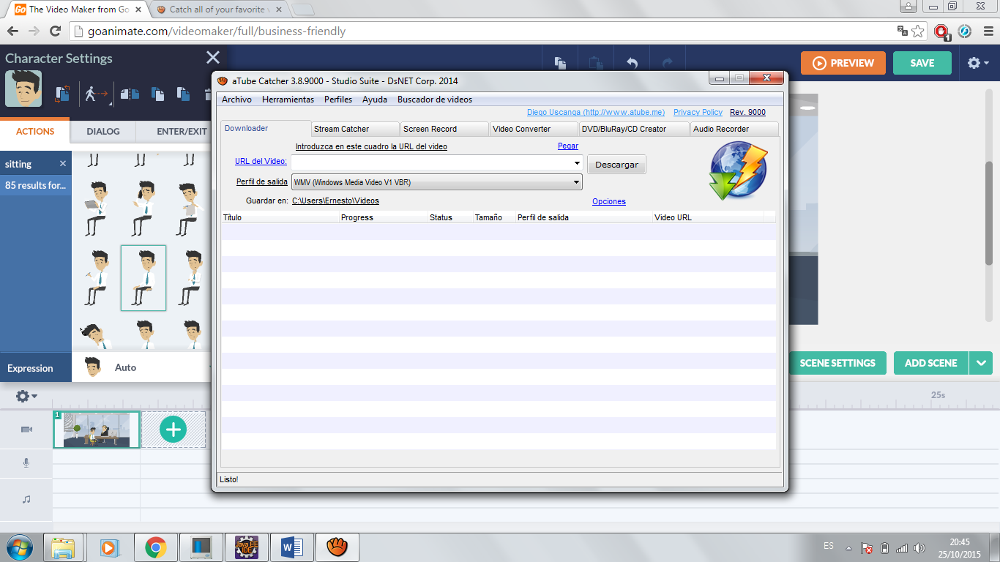 The Video Maker from Go
Catch all of your favorite
goanimate.com/videomaker/full/business-friendly
1
Character Settings
PREVIEW
SAVE
ACTIONS
DIALOG
ENTER/EXIT
sitting
85 results for...
Expression
Auto
aTube Catcher 3.8.9000 - Studio Suite - DsNET Corp. 2014
Archivo Herramientas Perfiles Ayuda Buscador de videos
Diego Uscanga (http://www.atube.me) Privacy Policy Rev. 9000
Downloader Stream Catcher Screen Record Video Converter DVD/BluRay/CD Creator Audio Recorder
Introduzca en este cuadro la URL del video Pegar
URL del Video: Descargar
Perfil de salida WMV (Windows Media Video V1 VBR)
Guardar en: C:\Users\Ernesto\Videos Opciones
Título Progress Status Tamaño Perfil de salida Video URL
Listo!
SCENE SETTINGS
ADD SCENE
25s
1
Go
Java EE
IDE
W
ES
20:45
25/10/2015